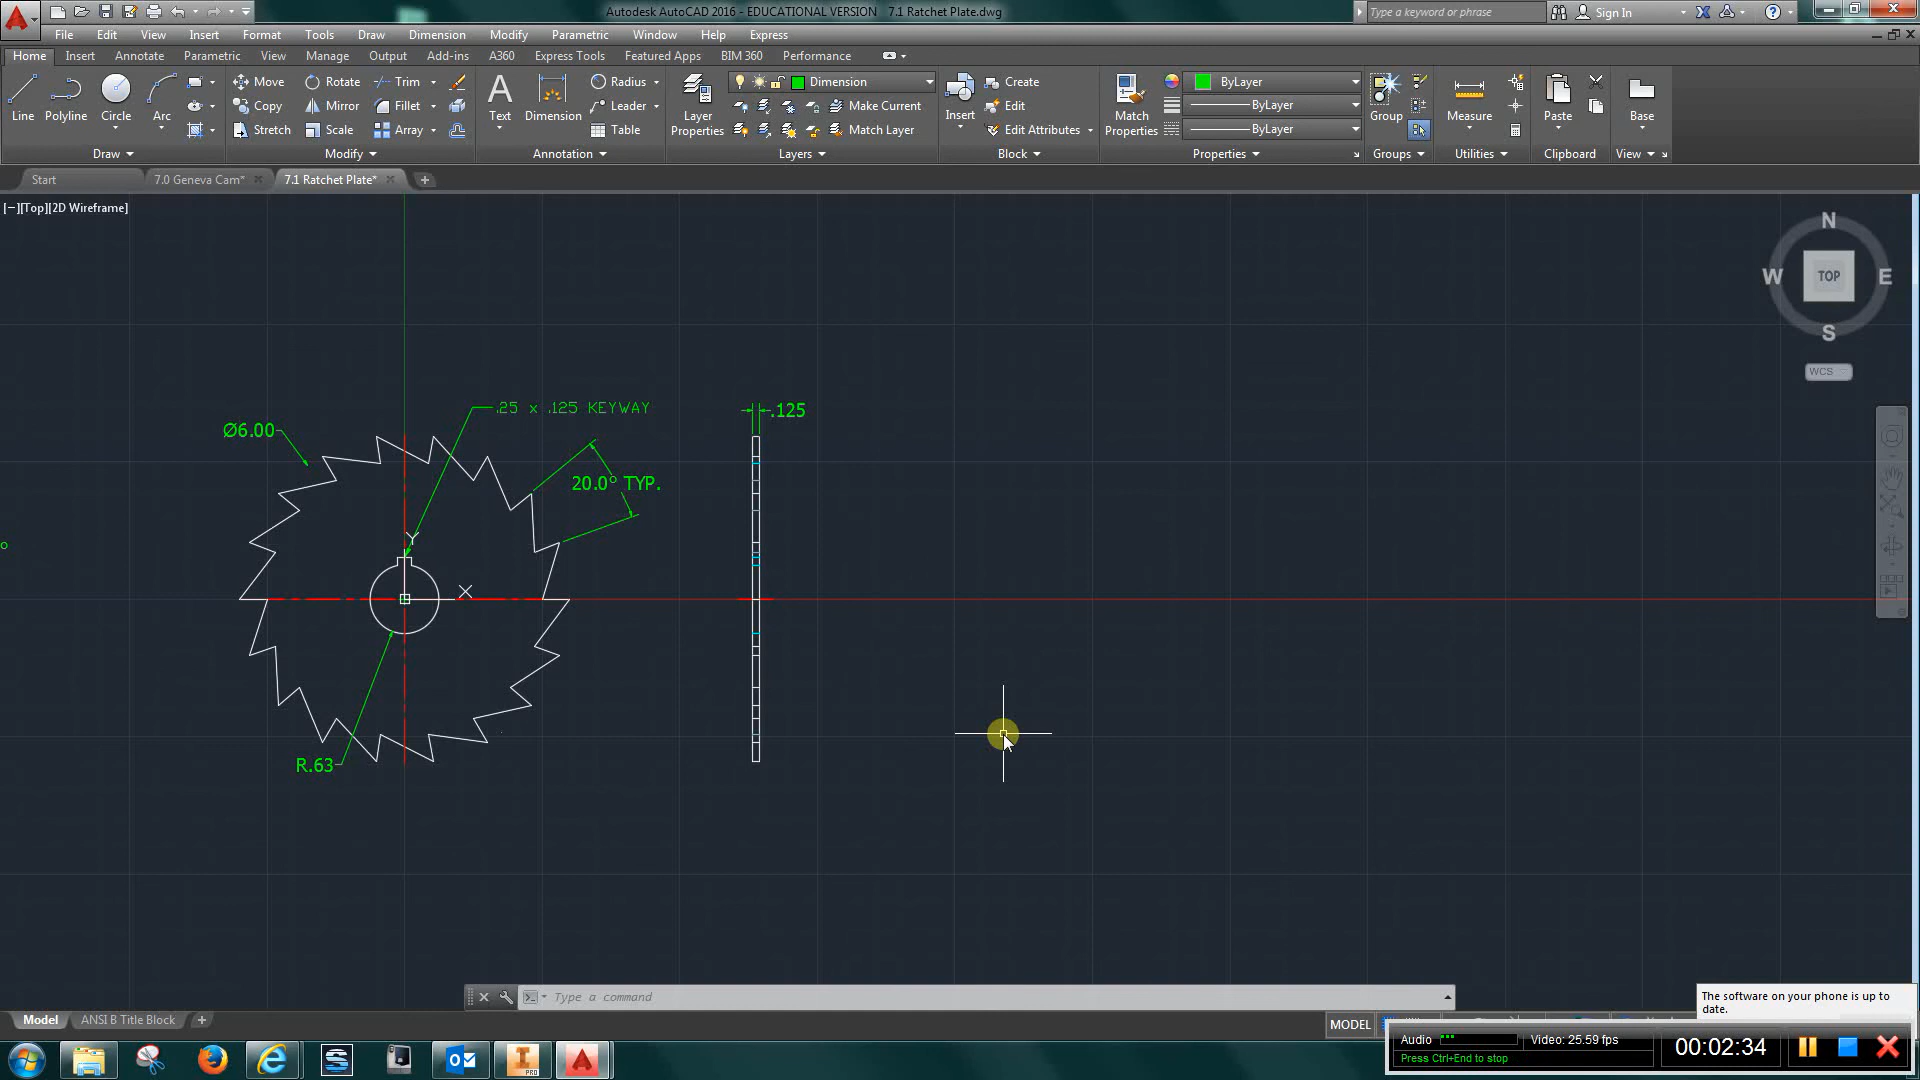 Autodesk AutoCAD 2016 - EDUCATIONAL VERSION 7.1 Ratchet Plate.dwg
Type a keyword or phrase
Sign In
File Edit View Insert Format Tools Draw Dimension Modify Parametric Window Help Express
Home Insert Annotate Parametric View Manage Output Add-ins A360 Express Tools Featured Apps BIM 360 Performance
Line Polyline Circle Arc
Move Rotate Trim
Copy Mirror Fillet
Stretch Scale Array
Text Dimension
Radius
Leader
Table
Layer Properties
Dimension
Make Current
Match Layer
Insert
Create
Edit
Edit Attributes
Match Properties
ByLayer
ByLayer
ByLayer
Group
Measure
Paste
Base
Draw Modify Annotation Layers Block Properties Groups Utilities Clipboard View
Start 7.0 Geneva Cam* 7.1 Ratchet Plate*
[−][Top][2D Wireframe]
N
W TOP E
S
WCS
.25 x .125 KEYWAY
.125
Ø6.00
20.0° TYP.
Y
X
R.63
Type a command
Model ANSI B Title Block
MODEL
The software on your phone is up to
date.
Audio Video: 25.59 fps
Press Ctrl+End to stop
00:02:34
PRO